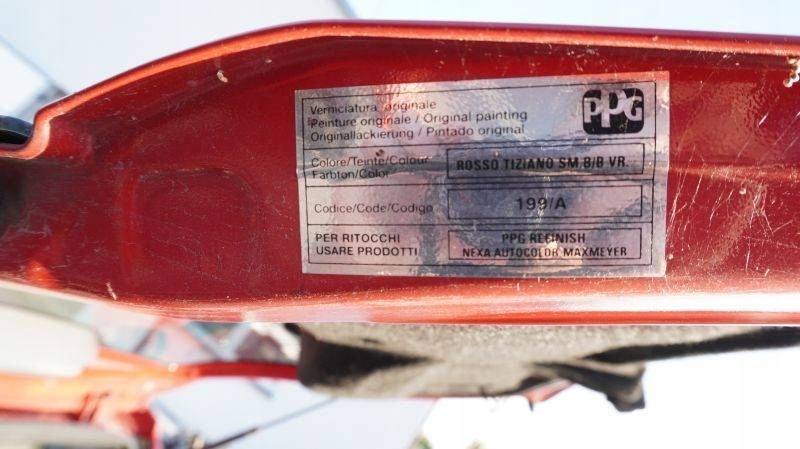 Verniciatura originale
Peinture originale / Original painting
Originallackierung / Pintado original
PPG
Colore/Teinte/Colour
Farbton/Color
ROSSO TIZIANO SM B/B VR.
Codice/Code/Codigo
199/A
PER RITOCCHI
USARE PRODOTTI
PPG REFINISH
NEXA AUTOCOLOR MAXMEYER